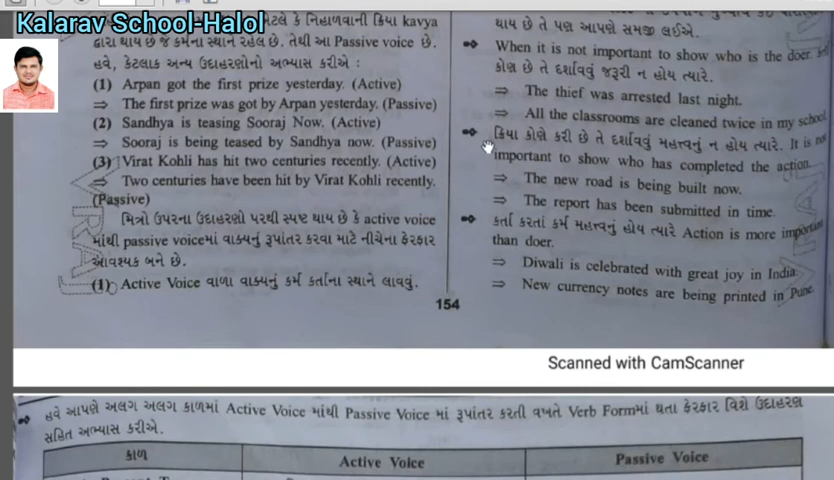 Kalarav School-Halol
એટલે કે નિહાળવાની ક્રિયા kavya
દ્વારા થાય છે જ કર્મના સ્થાને રહેલ છે. તેથી આ Passive voice છે.
હવે, કેટલાક અન્ય ઉદાહરણોનો અભ્યાસ કરીએ :
(1) Arpan got the first prize yesterday. (Active)
⇒ The first prize was got by Arpan yesterday. (Passive)
(2) Sandhya is teasing Sooraj Now. (Active)
⇒ Sooraj is being teased by Sandhya now. (Passive)
(3) Virat Kohli has hit two centuries recently. (Active)
⇒ Two centuries have been hit by Virat Kohli recently.
(Passive)
મિત્રો ઉપરના ઉદાહરણો પરથી સ્પષ્ટ થાય છે કે active voice
માંથી passive voiceમાં વાક્યનું રૂપાંતર કરવા માટે નીચેના ફેરફાર
આવશ્યક બને છે.
(1) Active Voice વાળા વાક્યનું કર્મ કર્તાના સ્થાને લાવવું.
થાય છે તે પણ આપણે સમજી લઈએ.
When it is not important to show who is the doer.
કોણ છે તે દર્શાવવું જરૂરી ન હોય ત્યારે.
⇒ The thief was arrested last night.
⇒ All the classrooms are cleaned twice in my school.
ક્રિયા કોણે કરી છે તે દર્શાવવું મહત્ત્વનું ન હોય ત્યારે. It is not
important to show who has completed the action.
⇒ The new road is being built now.
⇒ The report has been submitted in time.
કર્તા કરતાં કર્મ મહત્ત્વનું હોય ત્યારે Action is more important
than doer.
⇒ Diwali is celebrated with great joy in India.
⇒ New currency notes are being printed in Pune.
154
Scanned with CamScanner
હવે આપણે અલગ અલગ કાળમાં Active Voice માંથી Passive Voice માં રૂપાંતર કરતી વખતે Verb Formમાં થતા ફેરફાર વિશે ઉદાહરણ
સહિત અભ્યાસ કરીએ.
કાળ Active Voice Passive Voice